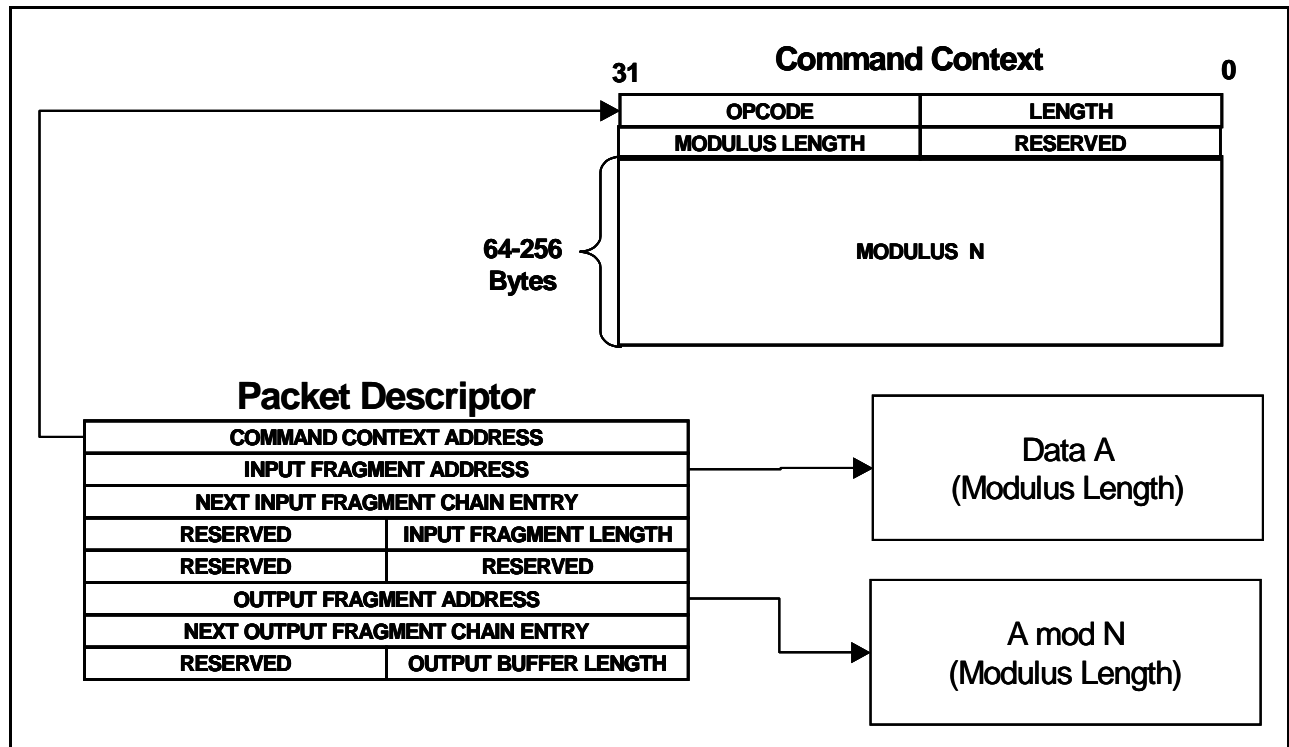 Command Context
31
0
OPCODE LENGTH
MODULUS LENGTH RESERVED
64-256
Bytes
MODULUS N
Packet Descriptor
COMMAND CONTEXT ADDRESS
INPUT FRAGMENT ADDRESS
NEXT INPUT FRAGMENT CHAIN ENTRY
RESERVED INPUT FRAGMENT LENGTH
RESERVED RESERVED
OUTPUT FRAGMENT ADDRESS
NEXT OUTPUT FRAGMENT CHAIN ENTRY
RESERVED OUTPUT BUFFER LENGTH
Data A
(Modulus Length)
A mod N
(Modulus Length)